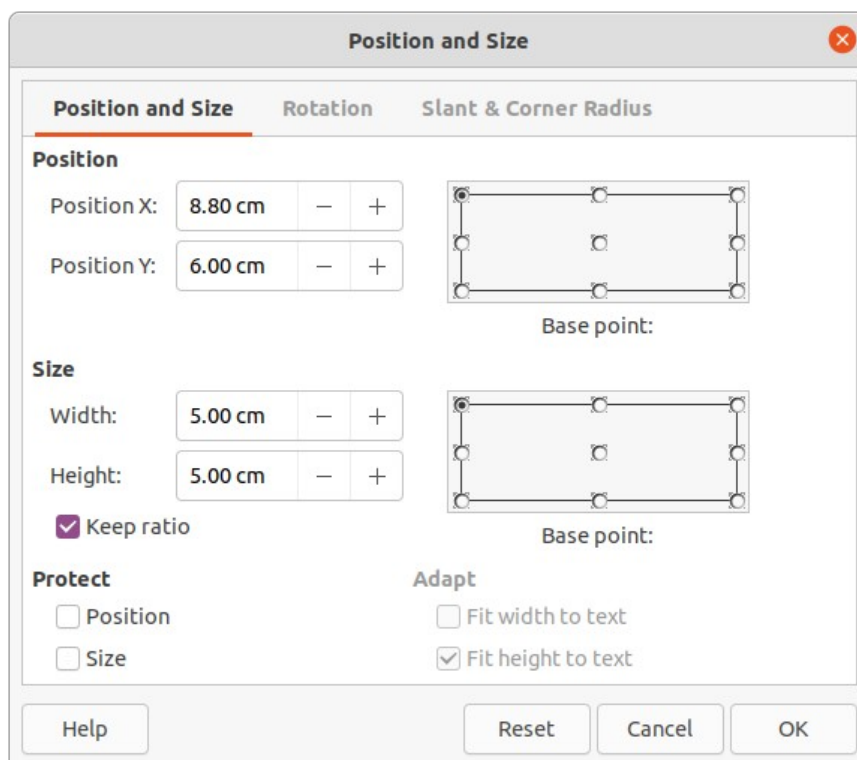 Position and Size
Position and Size Rotation Slant & Corner Radius
Position
Position X: 8.80 cm − +
Position Y: 6.00 cm − +
Base point:
Size
Width: 5.00 cm − +
Height: 5.00 cm − +
Keep ratio
Base point:
Protect Adapt
Position Fit width to text
Size Fit height to text
Help Reset Cancel OK